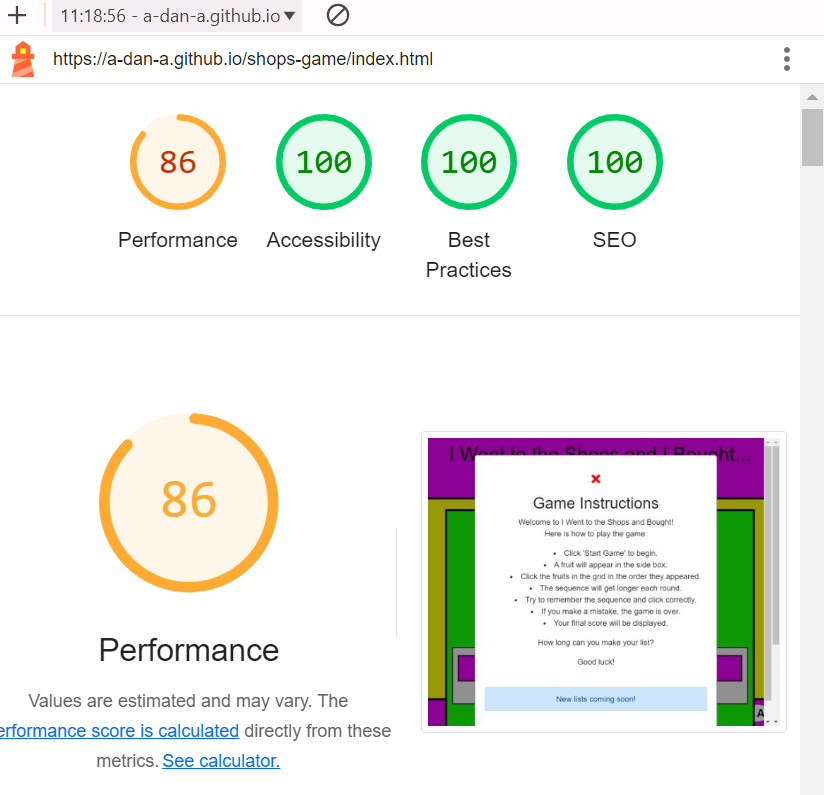 11:18:56 - a-dan-a.github.io
https://a-dan-a.github.io/shops-game/index.html
86
100
100
100
Performance
Accessibility
Best
Practices
SEO
86
Performance
Values are estimated and may vary. The
erformance score is calculated directly from these
metrics. See calculator.
I Went to the Shops and I Bought...
Game Instructions
Welcome to I Went to the Shops and Bought!
Here is how to play the game:
Click 'Start Game' to begin.
A fruit will appear in the side box.
Click the fruits in the grid in the order they appeared.
The sequence will get longer each round.
Try to remember the sequence and click correctly.
If you make a mistake, the game is over.
Your final score will be displayed.
How long can you make your list?
Good luck!
New lists coming soon!
A